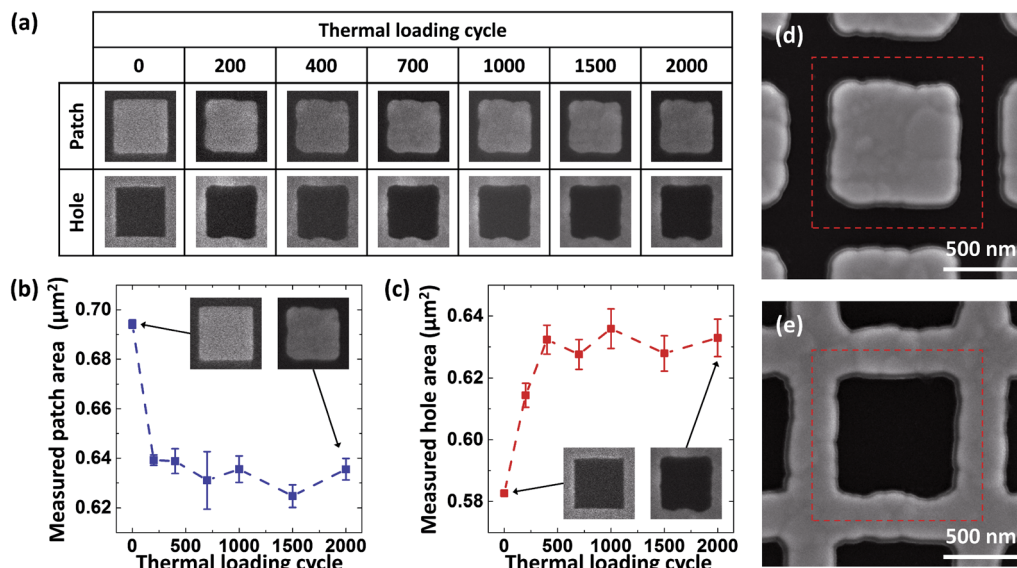 (a)
Thermal loading cycle
0 200 400 700 1000 1500 2000
Patch
Hole
(b)
Measured patch area (μm²)
0.70
0.68
0.66
0.64
0.62
0 500 1000 1500 2000
Thermal loading cycle
(c)
Measured hole area (μm²)
0.64
0.62
0.60
0.58
0 500 1000 1500 2000
Thermal loading cycle
(d)
500 nm
(e)
500 nm